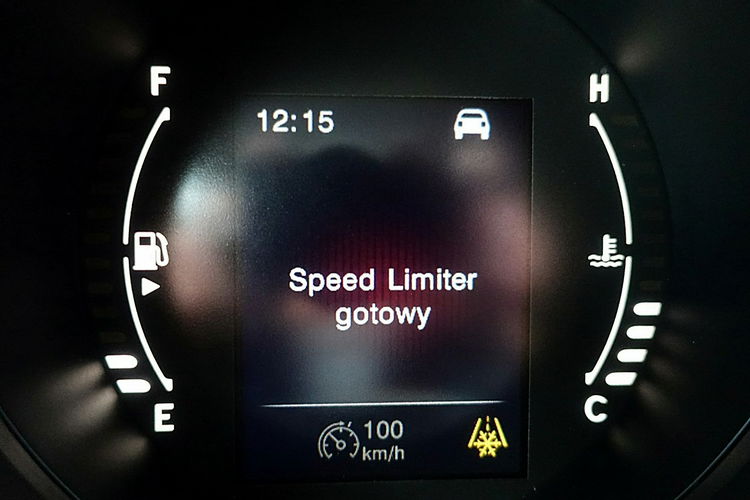 F
H
12:15
Speed Limiter
gotowy
E
C
100
km/h